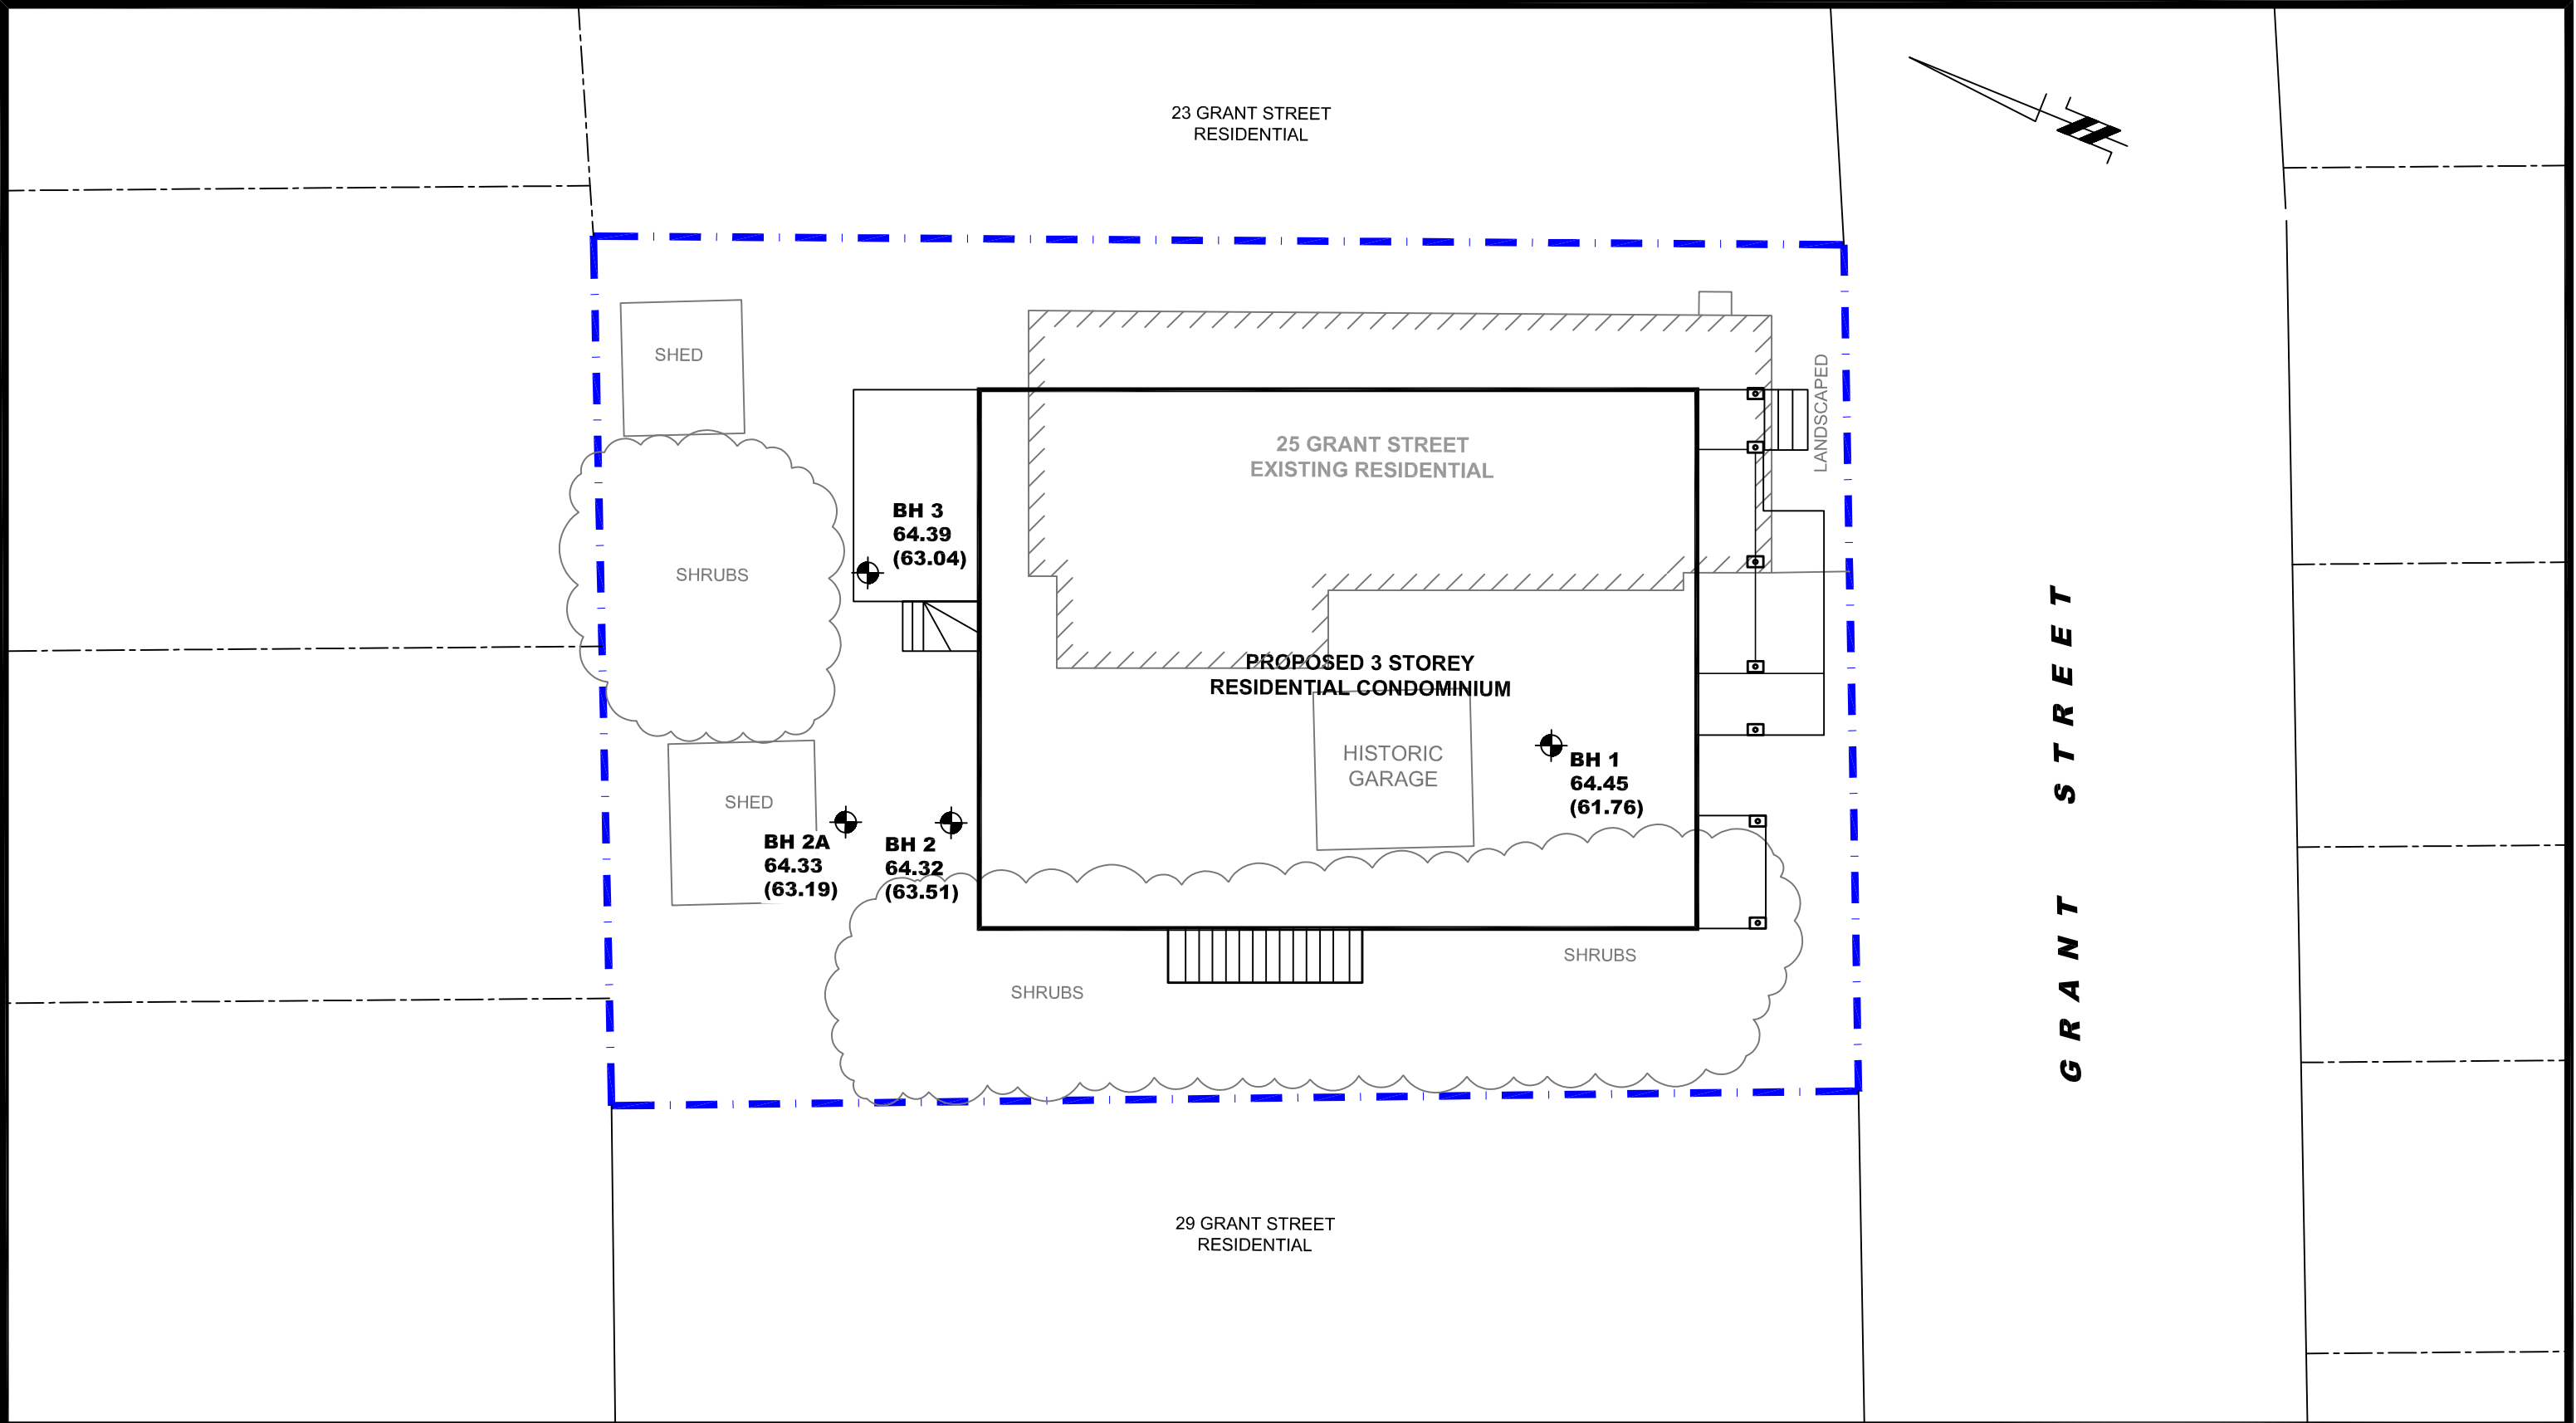 23 GRANT STREET
RESIDENTIAL
SHED
LANDSCAPED
25 GRANT STREET
EXISTING RESIDENTIAL
BH 3
64.39
(63.04)
SHRUBS
PROPOSED 3 STOREY
RESIDENTIAL CONDOMINIUM
HISTORIC
GARAGE
BH 1
64.45
(61.76)
SHED
BH 2A
64.33
(63.19)
BH 2
64.32
(63.51)
SHRUBS
SHRUBS
GRANT STREET
29 GRANT STREET
RESIDENTIAL